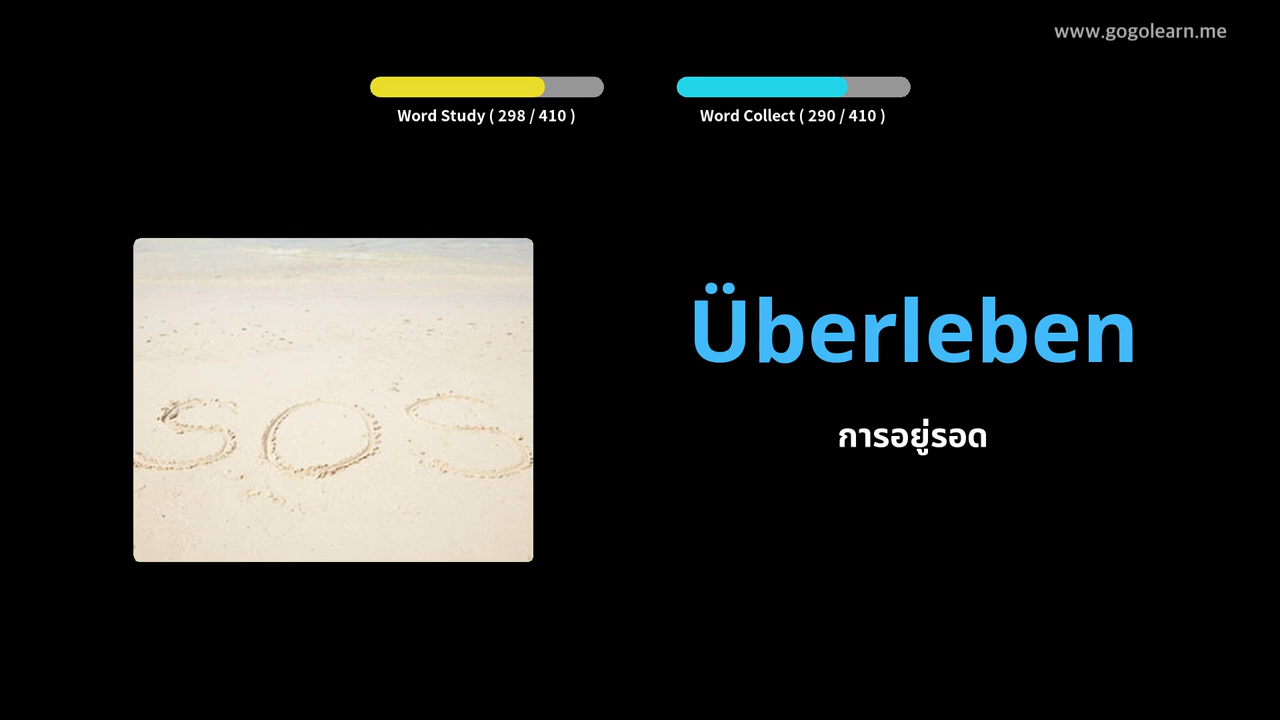 www.gogolearn.me
Word Study ( 298 / 410 )
Word Collect ( 290 / 410 )
SOS
Überleben
การอยู่รอด